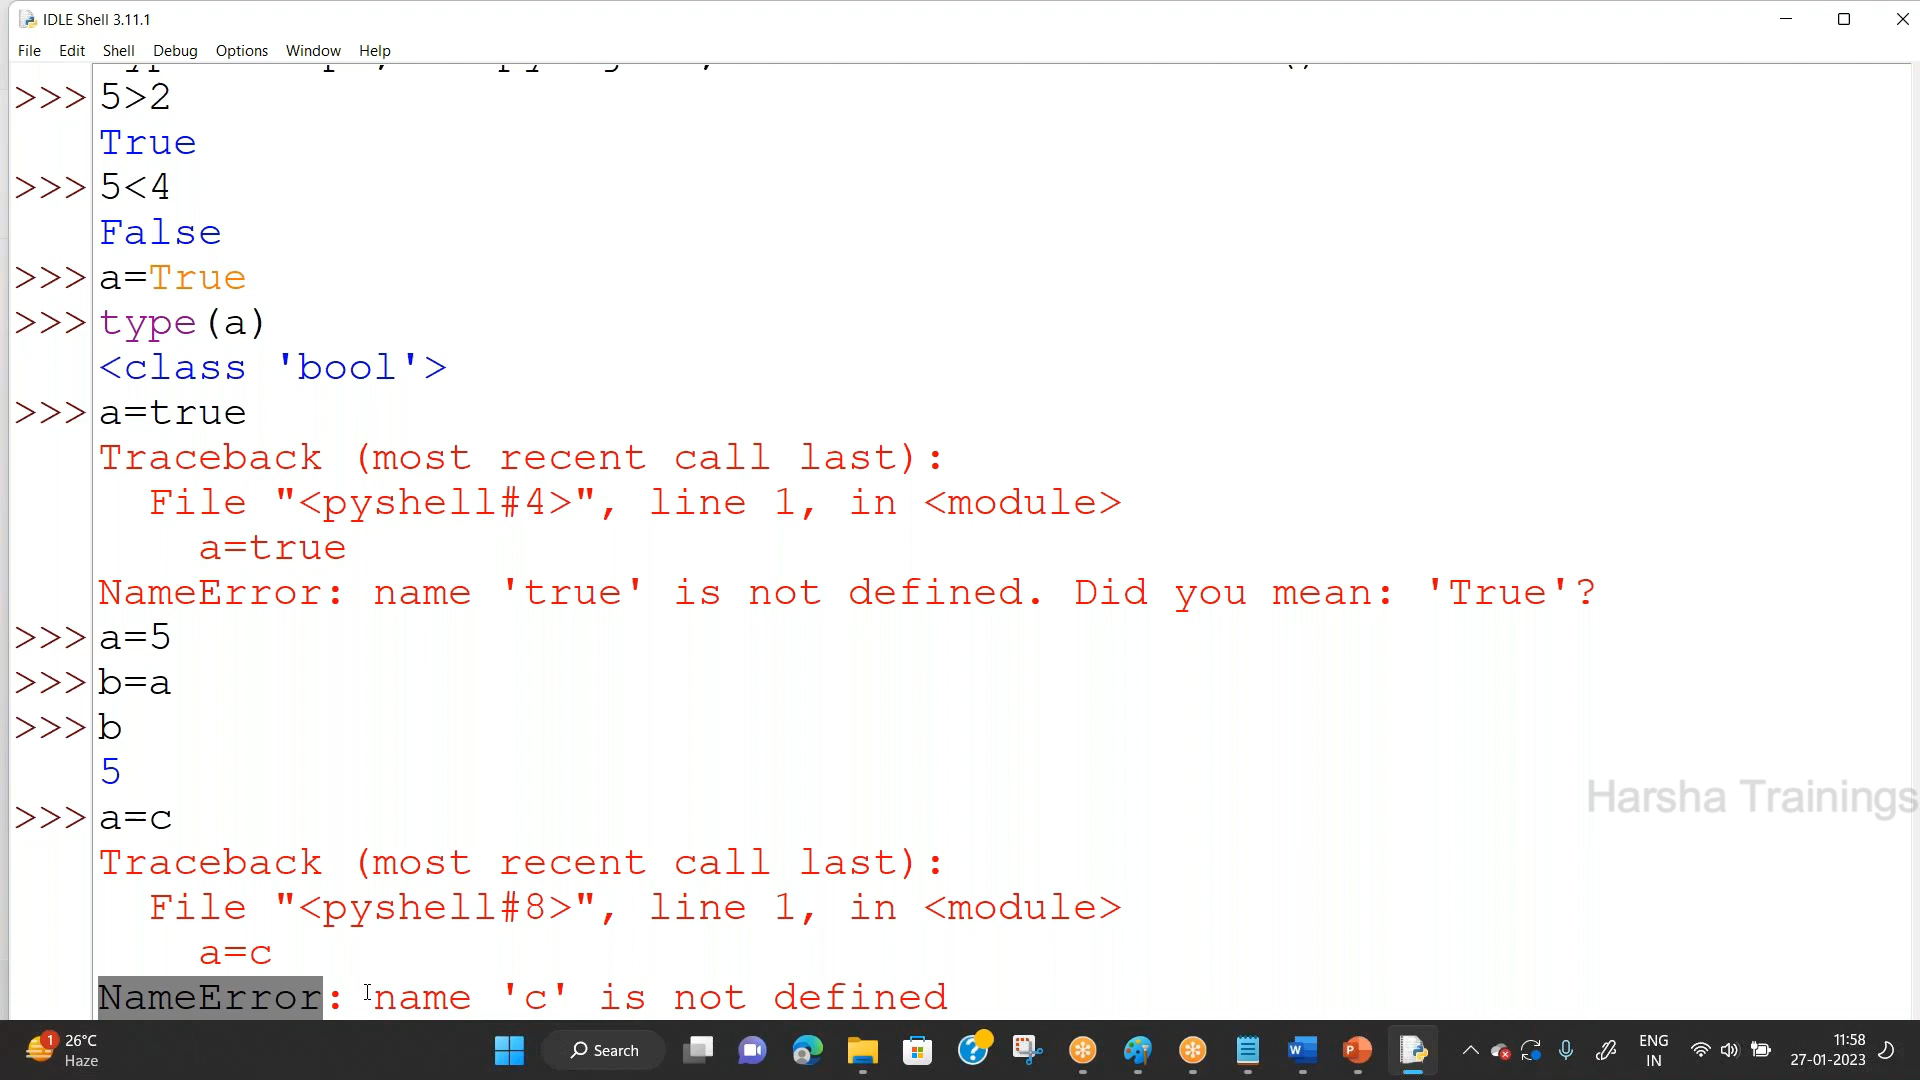 IDLE Shell 3.11.1
File Edit Shell Debug Options Window Help
>>> 5>2
True
>>> 5<4
False
>>> a=True
>>> type(a)
<class 'bool'>
>>> a=true
Traceback (most recent call last):
File "<pyshell#4>", line 1, in <module>
a=true
NameError: name 'true' is not defined. Did you mean: 'True'?
>>> a=5
>>> b=a
>>> b
5
>>> a=c
Harsha Trainings
Traceback (most recent call last):
File "<pyshell#8>", line 1, in <module>
a=c
NameError: name 'c' is not defined
1
26°C
Haze
Search
ENG
IN
11:58
27-01-2023